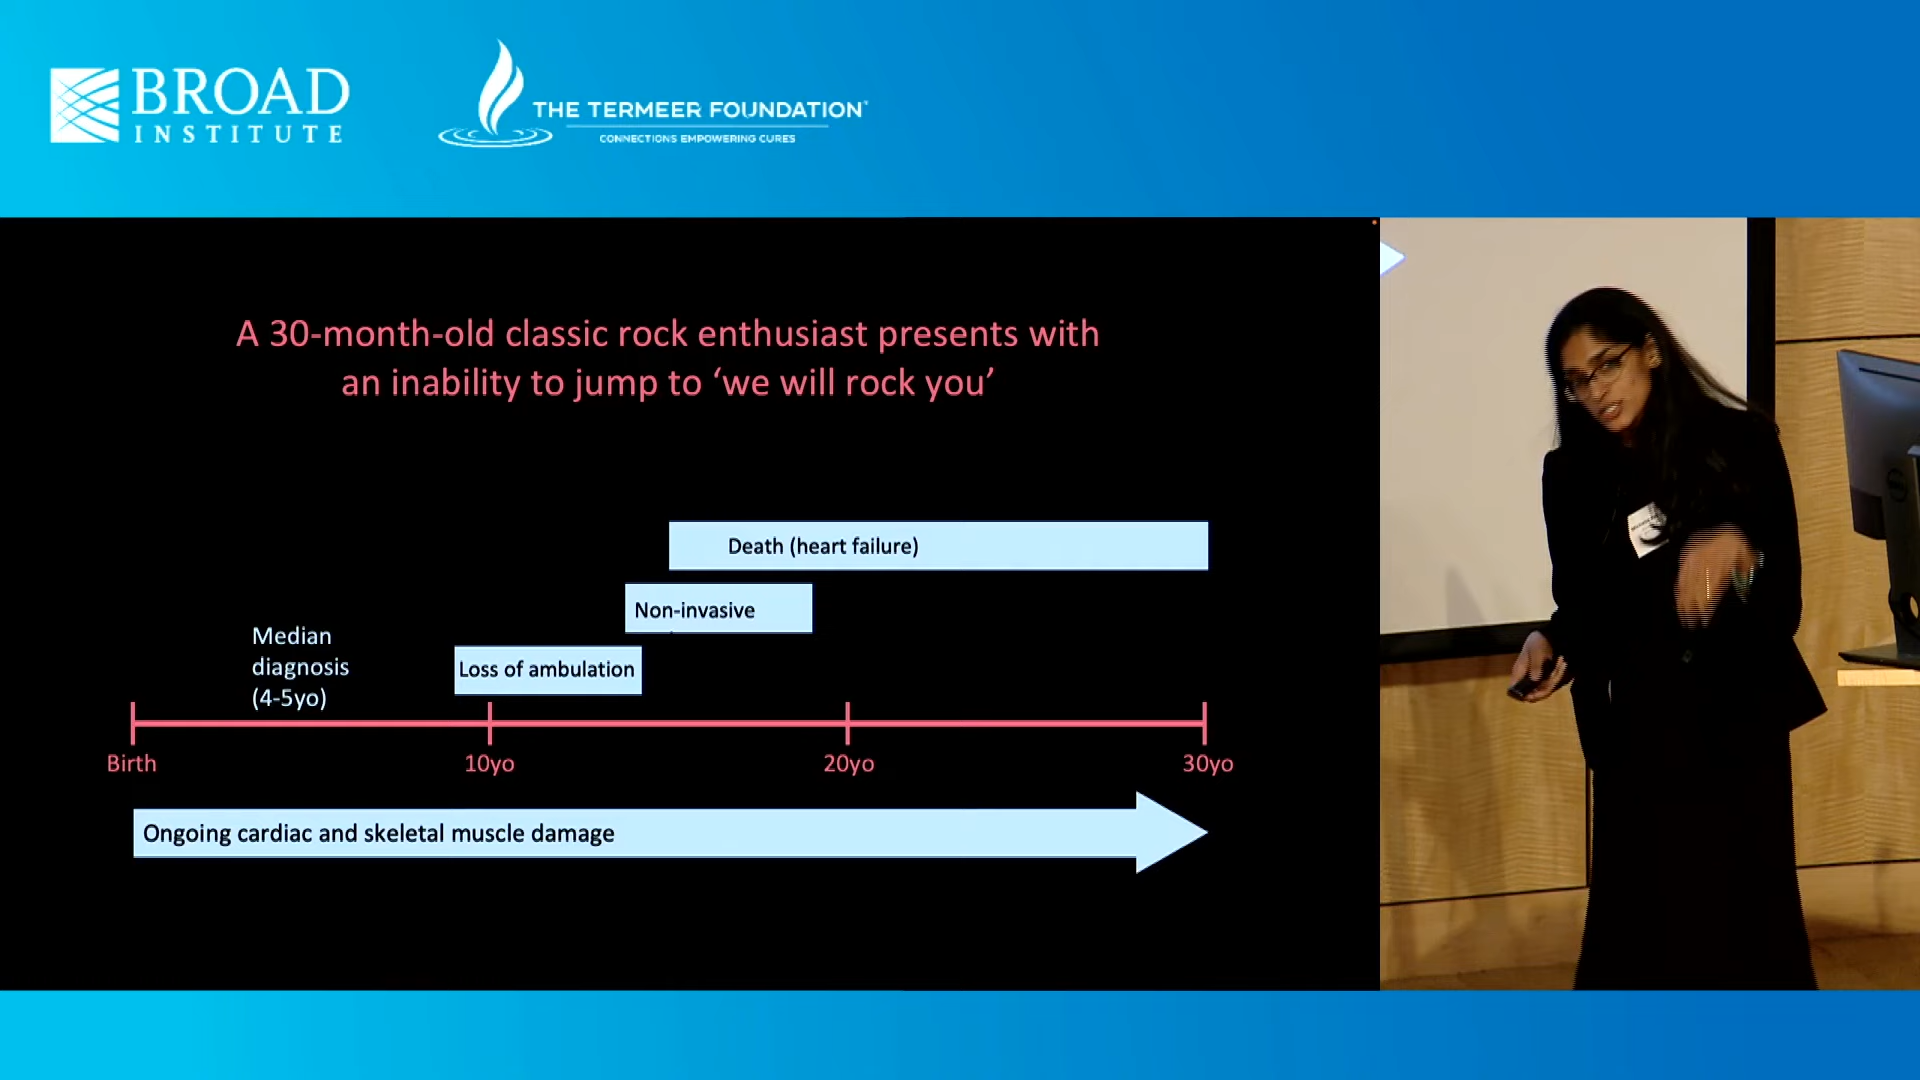 BROAD
INSTITUTE
THE TERMEER FOUNDATION
CONNECTIONS EMPOWERING CURES
A 30-month-old classic rock enthusiast presents with
an inability to jump to ‘we will rock you’
Death (heart failure)
Non-invasive
Median
diagnosis
(4-5yo)
Loss of ambulation
Birth
10yo
20yo
30yo
Ongoing cardiac and skeletal muscle damage